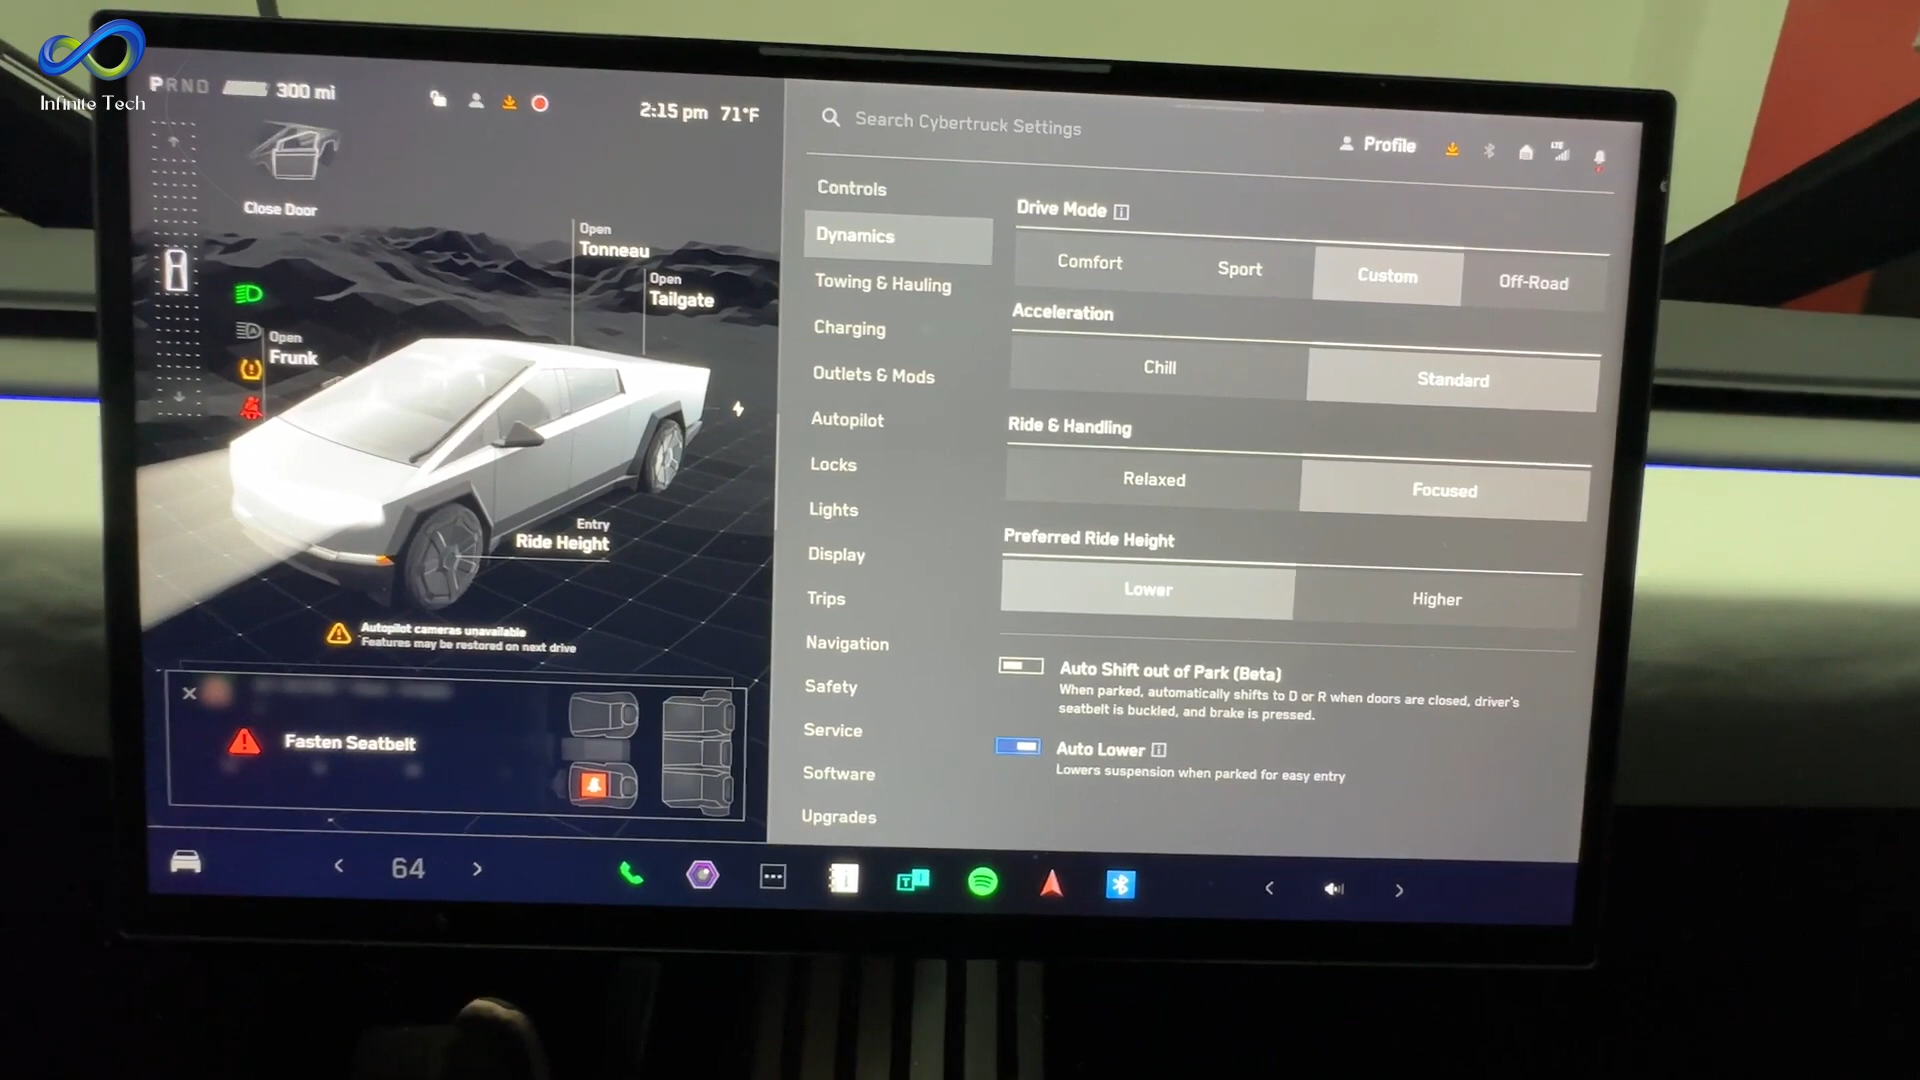 Infinite Tech
PRND 300 mi
2:15 pm 71°F
Close Door
Open
Tonneau
Open
Tailgate
Open
Frunk
Entry
Ride Height
Autopilot cameras unavailable
Features may be restored on next drive
Fasten Seatbelt
Search Cybertruck Settings
Profile
LTE
Controls
Dynamics
Towing & Hauling
Charging
Outlets & Mods
Autopilot
Locks
Lights
Display
Trips
Navigation
Safety
Service
Software
Upgrades
Drive Mode
Comfort Sport Custom Off-Road
Acceleration
Chill Standard
Ride & Handling
Relaxed Focused
Preferred Ride Height
Lower Higher
Auto Shift out of Park (Beta)
When parked, automatically shifts to D or R when doors are closed, driver's
seatbelt is buckled, and brake is pressed.
Auto Lower
Lowers suspension when parked for easy entry
64